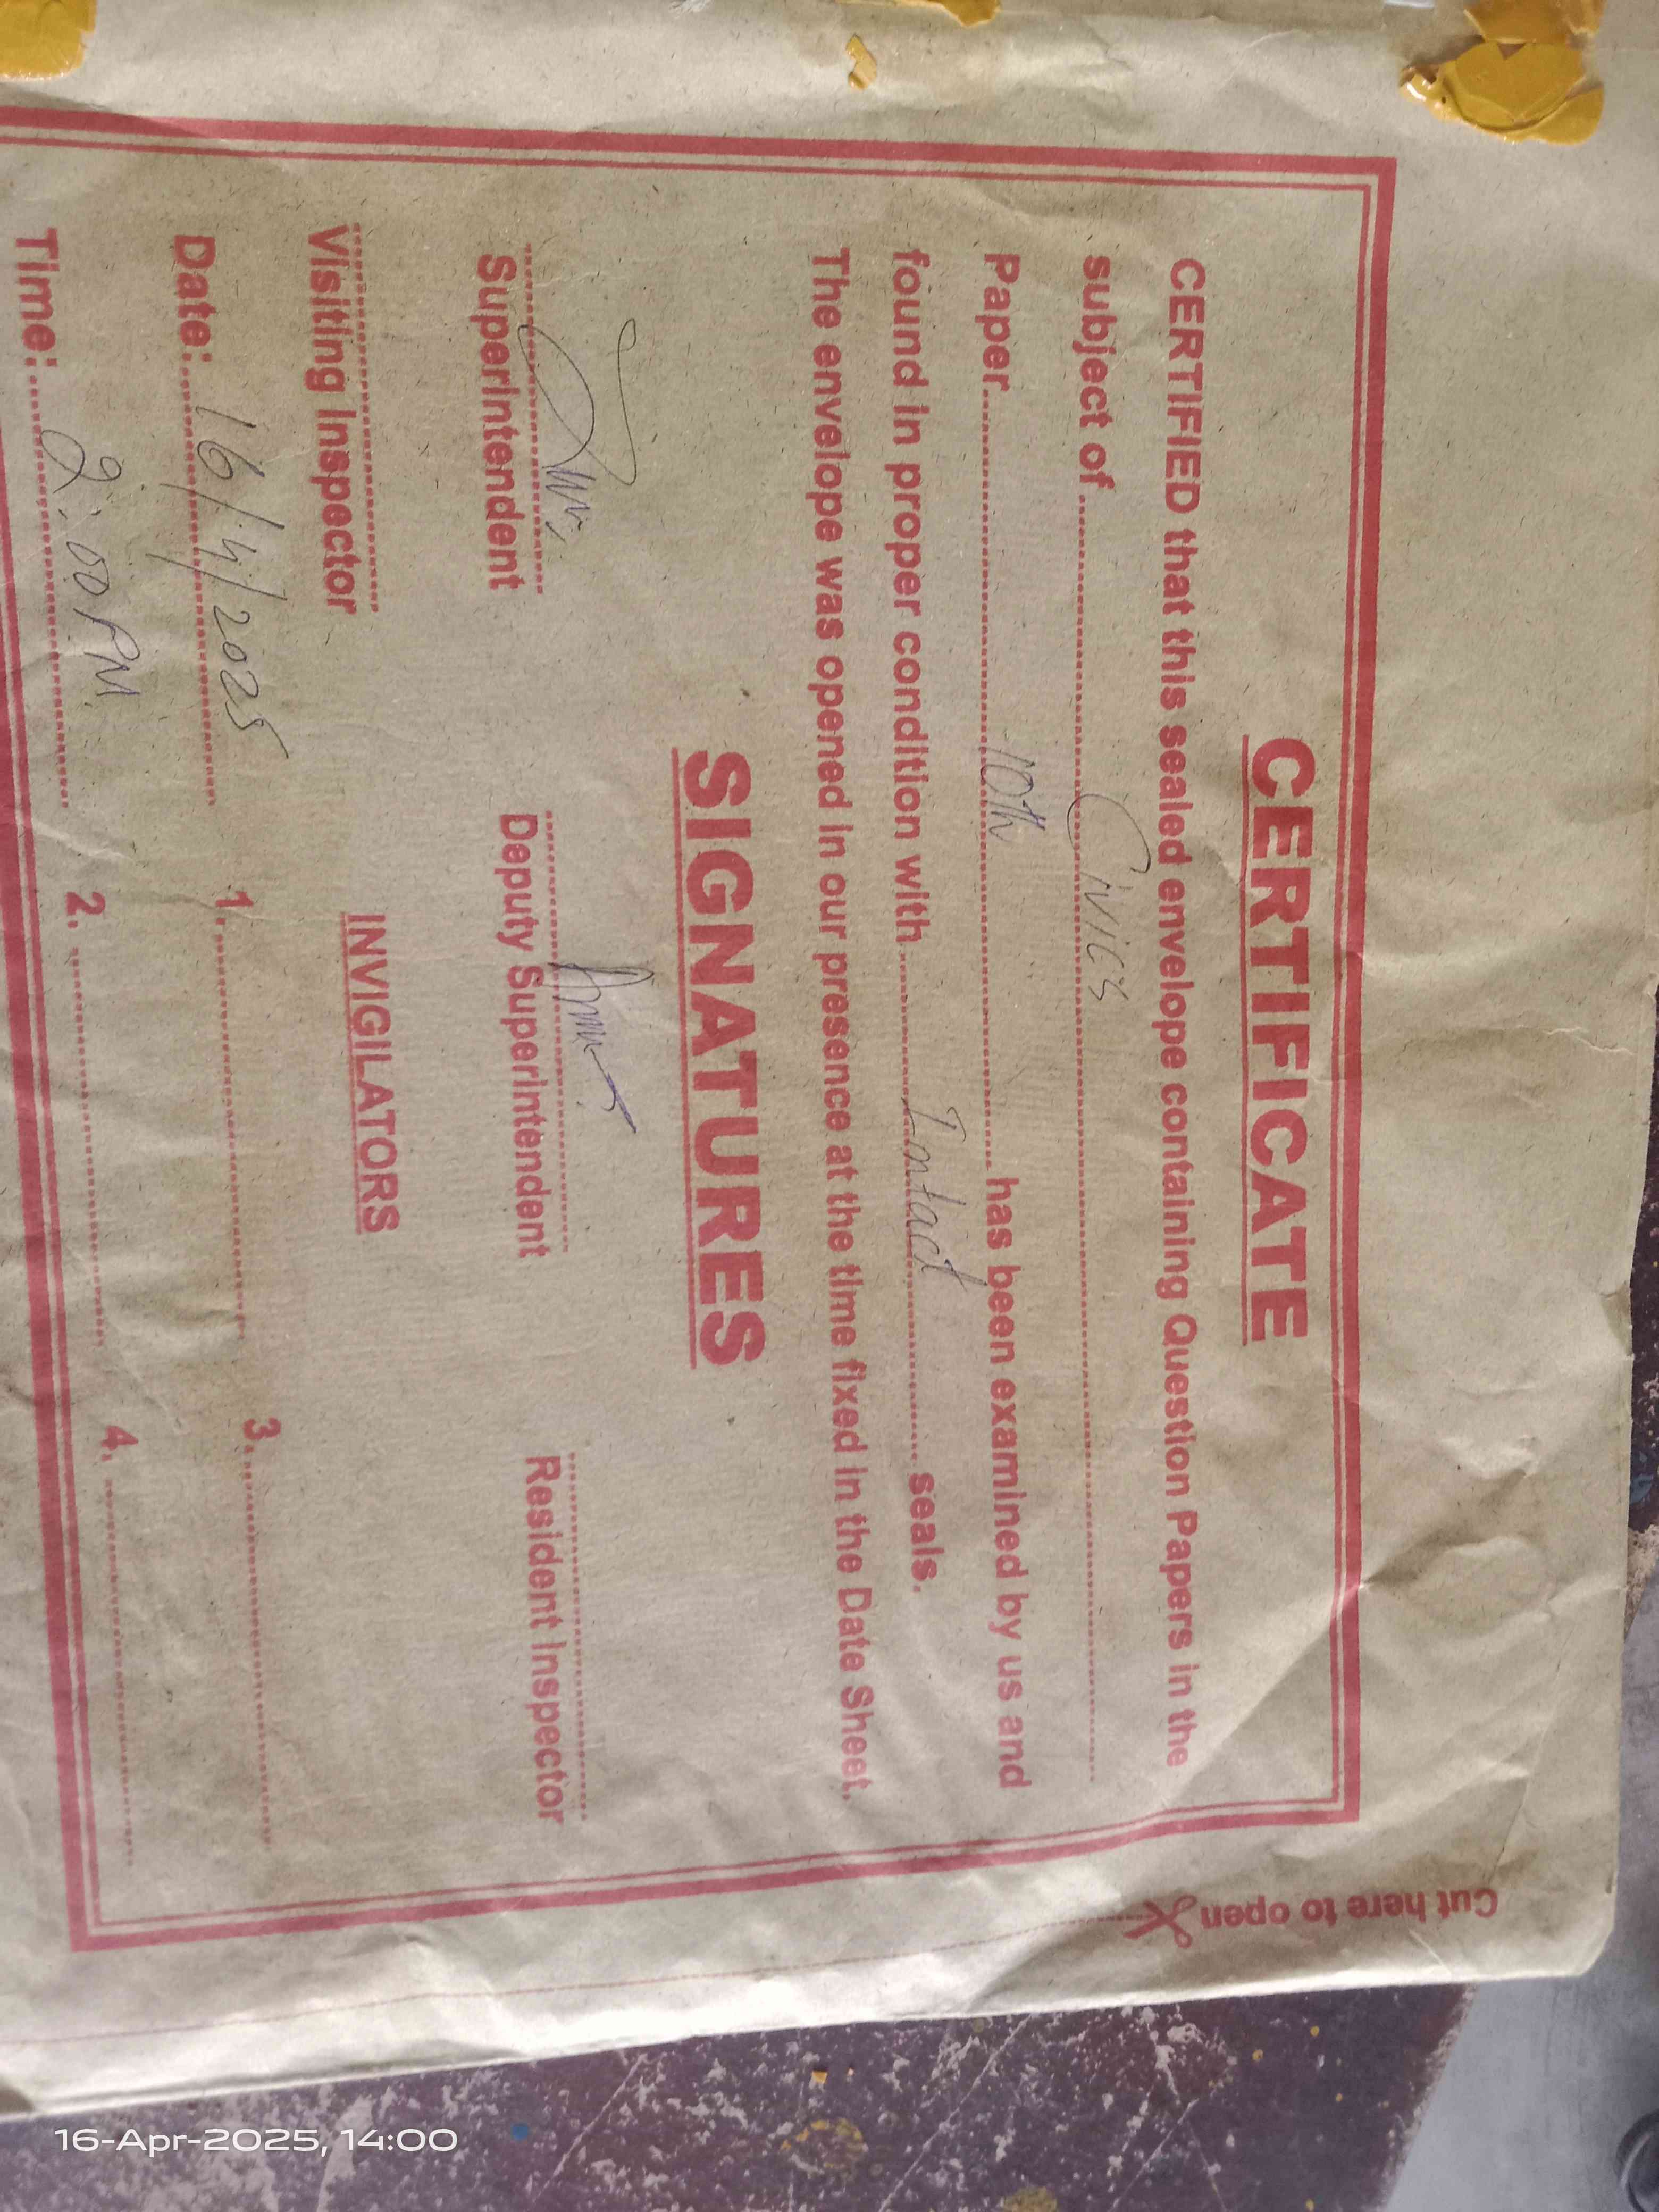 CERTIFICATE
CERTIFIED that this sealed envelope containing Question Papers in the
subject of Civics
Paper 10th has been examined by us and
found in proper condition with Intact seals.
The envelope was opened in our presence at the time fixed in the Date Sheet.
SIGNATURES
Superintendent Deputy Superintendent Resident Inspector
Visiting Inspector
INVIGILATORS
Date: 16/4/2025 1. 3.
Time: 2:00 PM 2. 4.
Cut here to open
16-Apr-2025, 14:00